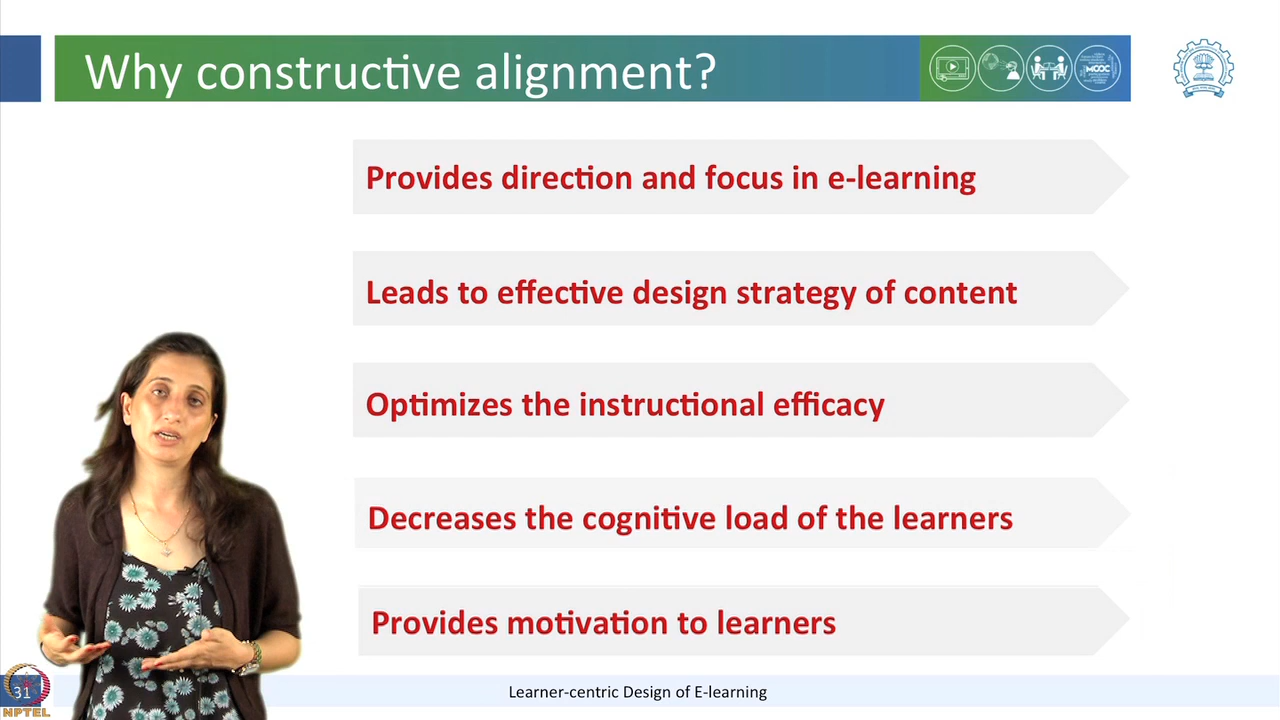 Why constructive alignment?
MOOC
Provides direction and focus in e-learning
Leads to effective design strategy of content
Optimizes the instructional efficacy
Decreases the cognitive load of the learners
Provides motivation to learners
31
NPTEL
Learner-centric Design of E-learning